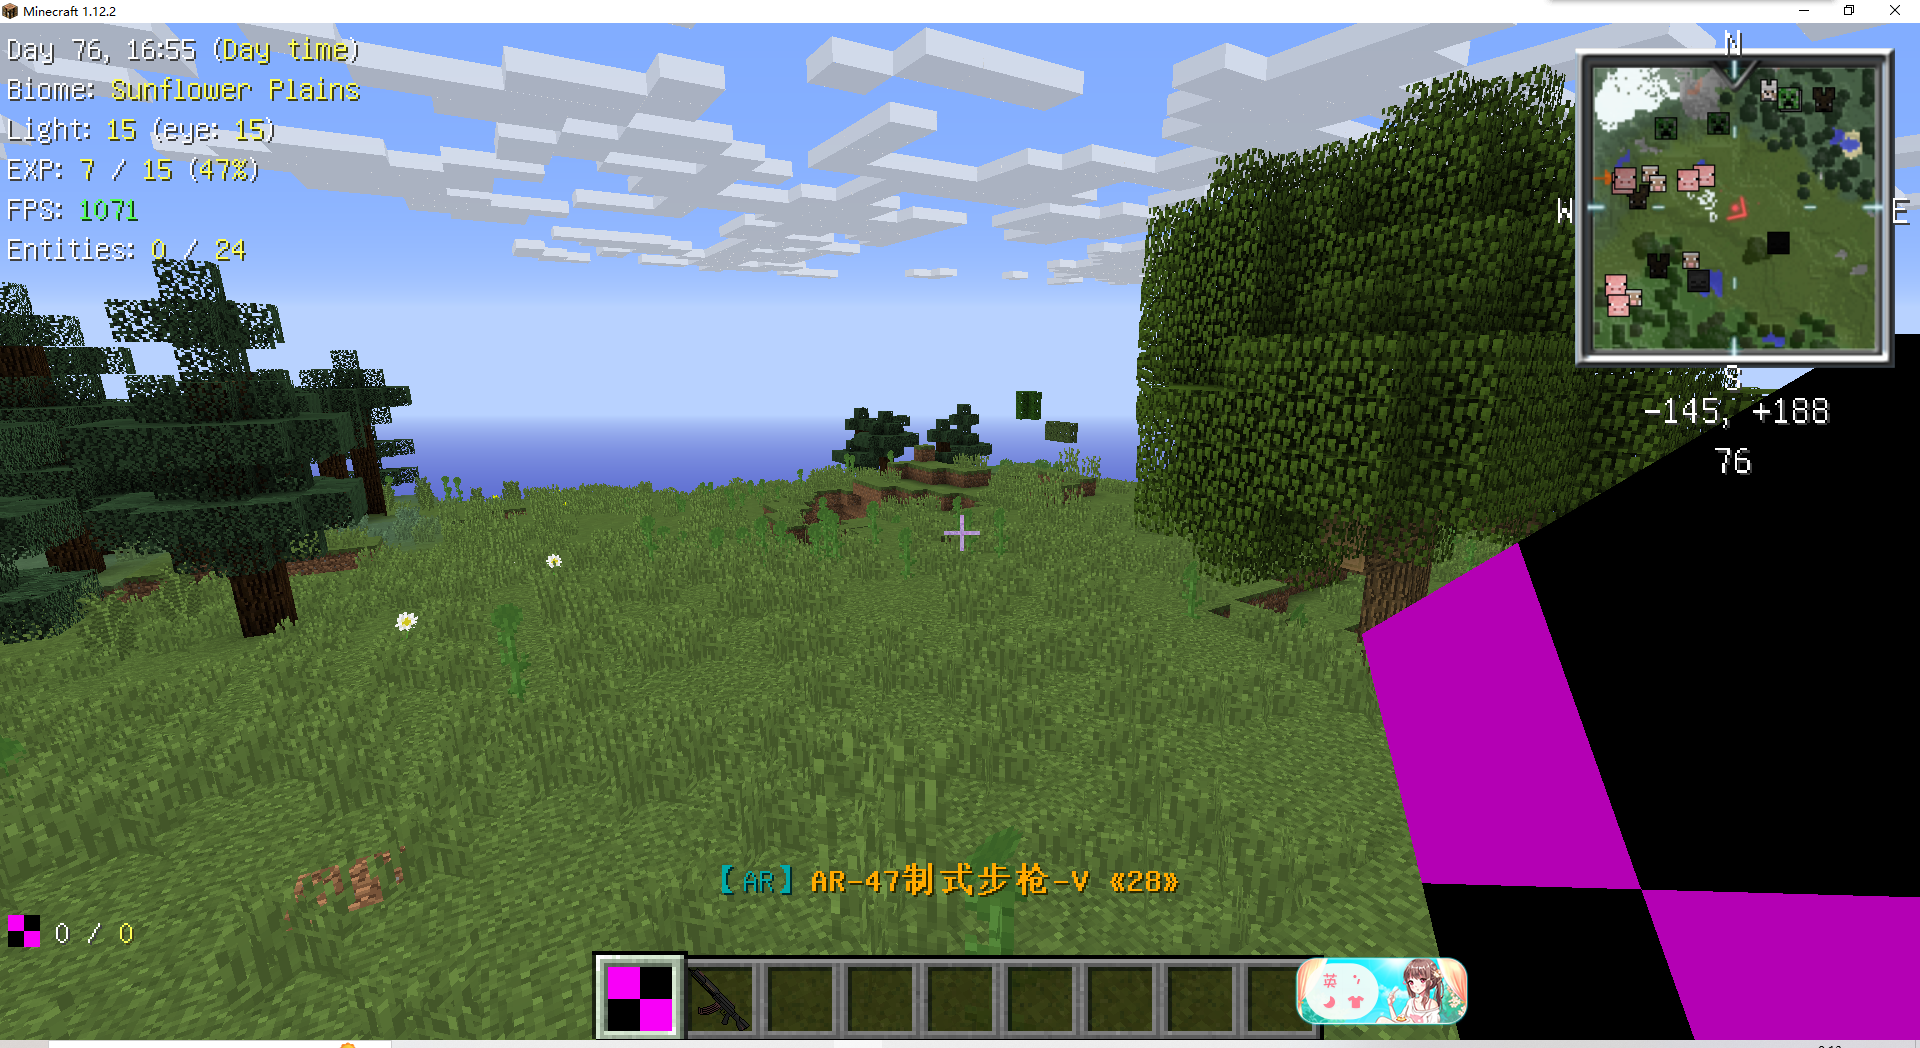 Minecraft 1.12.2
Day 76, 16:55 (Day time)
Biome: Sunflower Plains
Light: 15 (eye: 15)
EXP: 7 / 15 (47%)
FPS: 1071
Entities: 0 / 24
N
W
E
S
-145, +188
76
【AR】 AR-47制式步枪-V 《28》
0 / 0
英